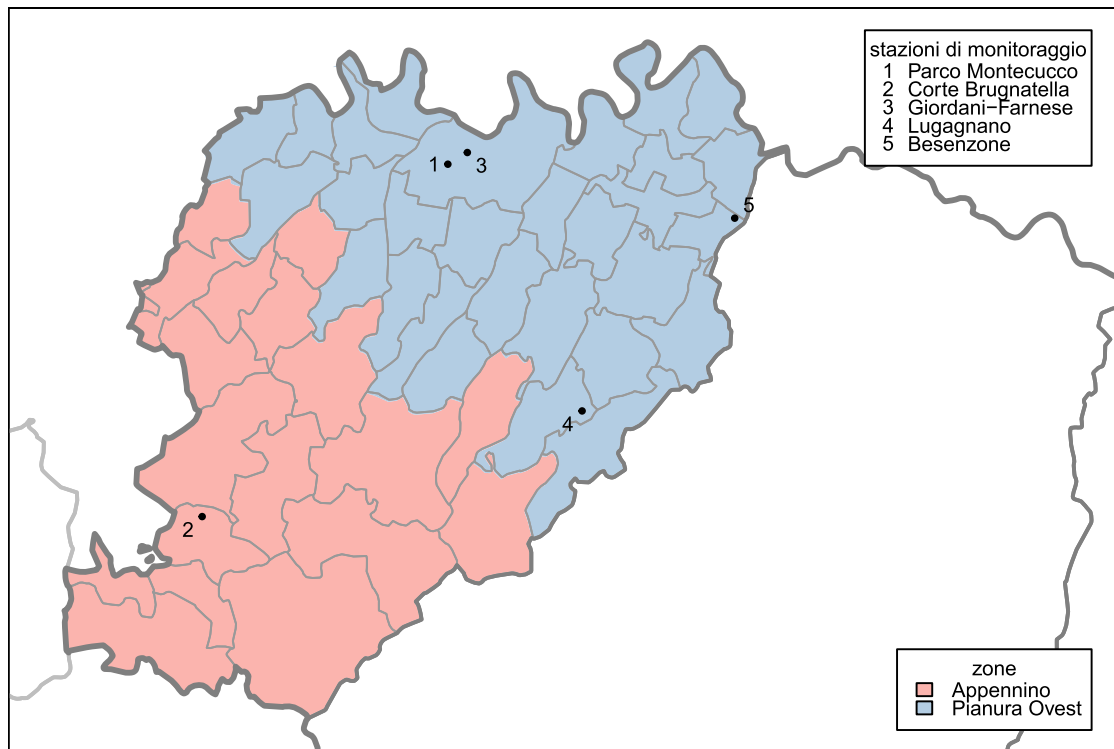 stazioni di monitoraggio
1 Parco Montecucco
2 Corte Brugnatella
3 Giordani−Farnese
4 Lugagnano
5 Besenzone
1
3
5
4
2
zone
Appennino
Pianura Ovest